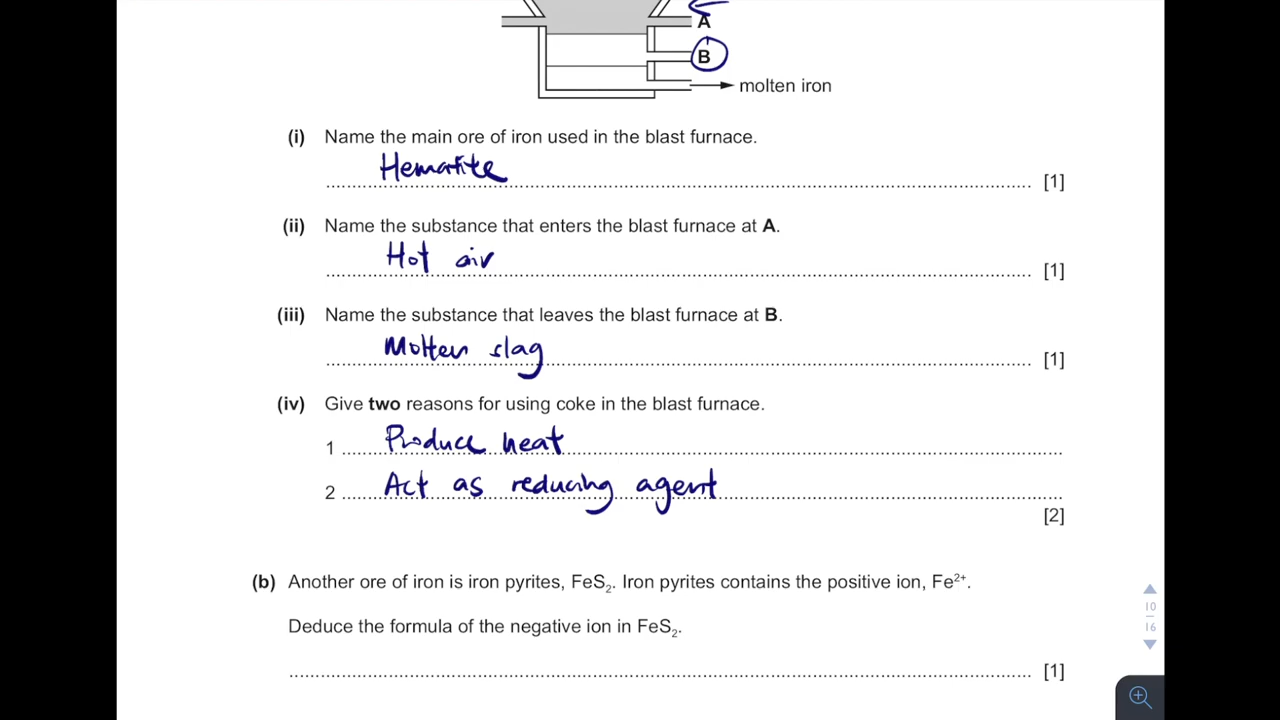 A
B
molten iron
(i) Name the main ore of iron used in the blast furnace.
Hematite
[1]
(ii) Name the substance that enters the blast furnace at A.
Hot air
[1]
(iii) Name the substance that leaves the blast furnace at B.
Molten slag
[1]
(iv) Give two reasons for using coke in the blast furnace.
1 Produce heat
2 Act as reducing agent
[2]
(b) Another ore of iron is iron pyrites, FeS₂. Iron pyrites contains the positive ion, Fe²⁺.
Deduce the formula of the negative ion in FeS₂.
[1]
10
16